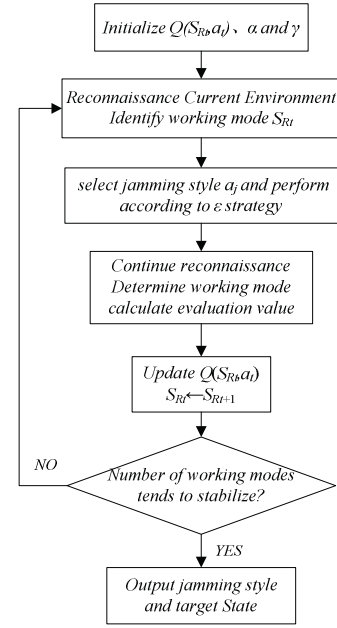 Initialize Q(S_Rt,a_t)、α and γ
Reconnaissance Current Environment
Identify working mode S_Rt
select jamming style a_j and perform
according to ε strategy
Continue reconnaissance
Determine working mode
calculate evaluation value
Update Q(S_Rt,a_t)
S_Rt←S_Rt+1
Number of working modes
tends to stabilize?
NO
YES
Output jamming style
and target State